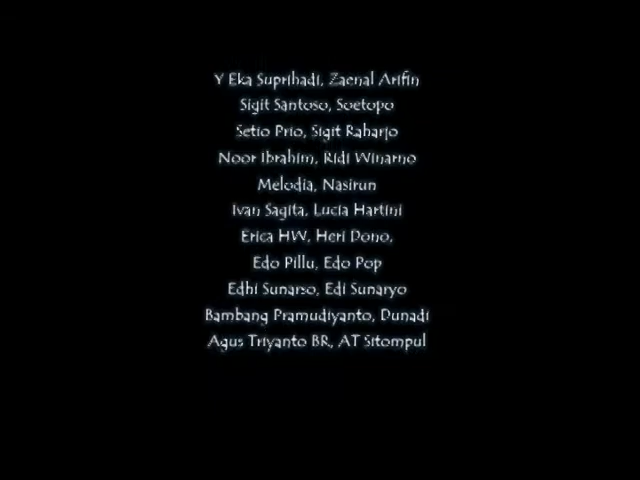 Y Eka Suprihadi, Zaenal Arifin
Sigit Santoso, Soetopo
Setio Prio, Sigit Raharjo
Noor Ibrahim, Ridi Winarno
Melodia, Nasirun
Ivan Sagita, Lucia Hartini
Erica HW, Heri Dono,
Edo Pillu, Edo Pop
Edhi Sunarso, Edi Sunaryo
Bambang Pramudiyanto, Dunadi
Agus Triyanto BR, AT Sitompul